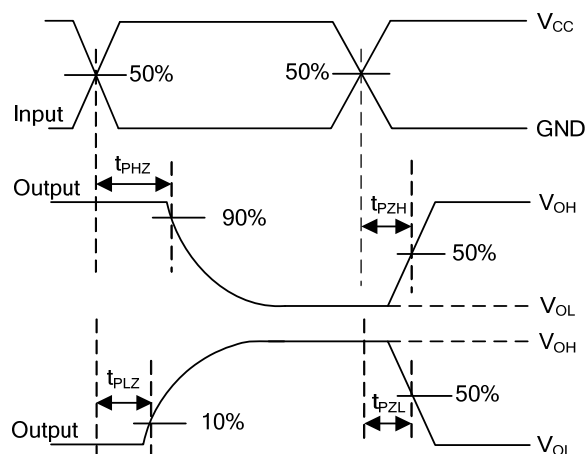 V_CC
50%
50%
Input
GND
t_PHZ
Output
t_PZH
V_OH
90%
50%
V_OL
V_OH
t_PLZ
50%
t_PZL
10%
Output
V_OL